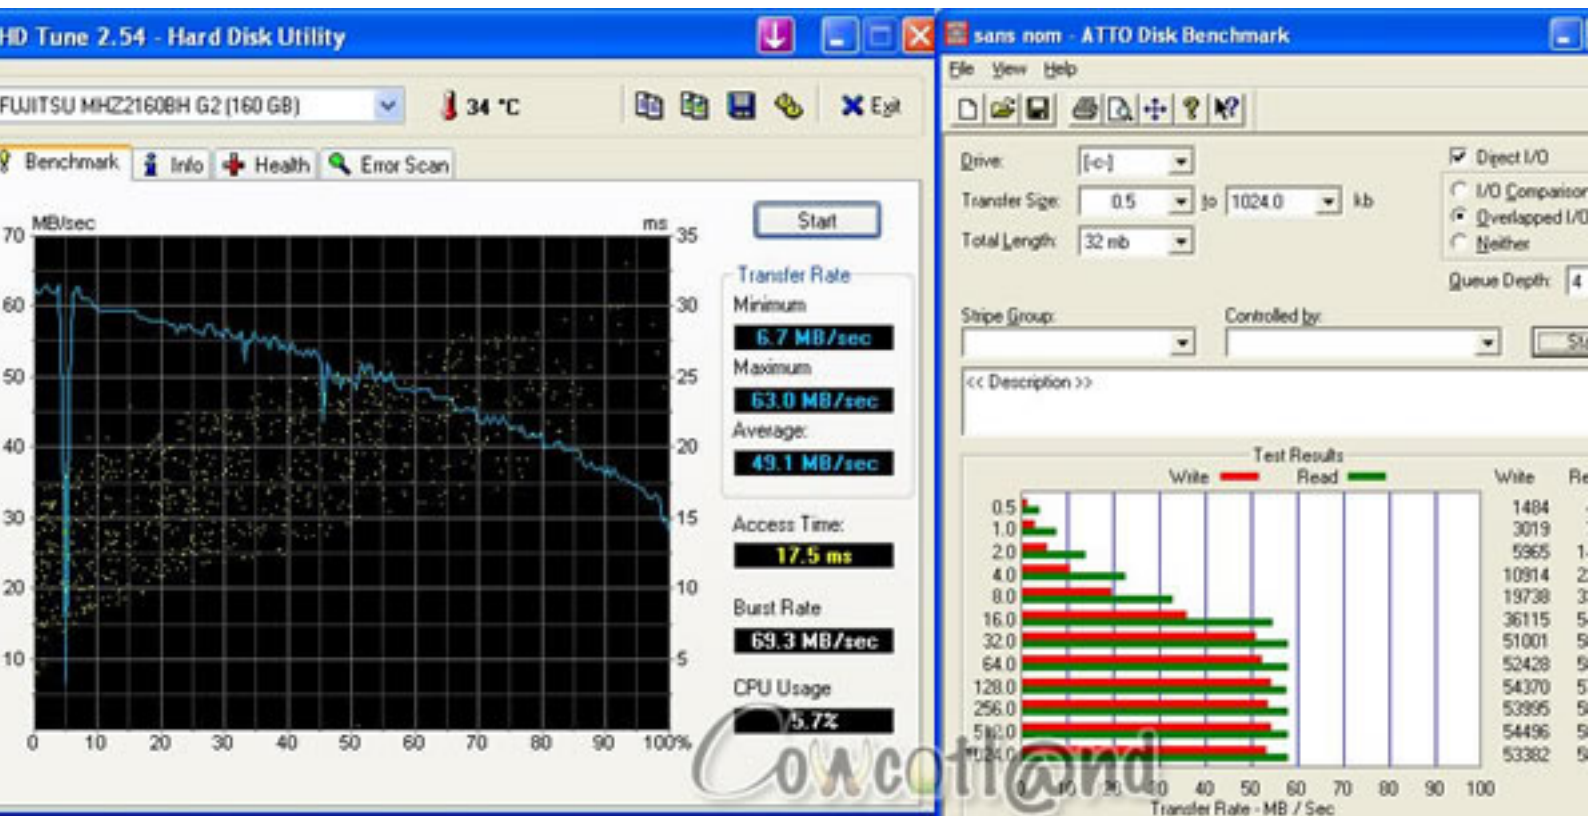 HD Tune 2.54 - Hard Disk Utility
FUJITSU MHZ2160BH G2 (160 GB)
34 °C
Exit
Benchmark
Info
Health
Error Scan
MB/sec
ms
70
60
50
40
30
20
10
35
30
25
20
15
10
5
0 10 20 30 40 50 60 70 80 90 100%
Start
Transfer Rate
Minimum
6.7 MB/sec
Maximum
63.0 MB/sec
Average:
49.1 MB/sec
Access Time:
17.5 ms
Burst Rate
69.3 MB/sec
CPU Usage
5.7%
sans nom - ATTO Disk Benchmark
File View Help
Drive: [-c-]
Direct I/O
Transfer Size: 0.5 to 1024.0 kb
I/O Comparison
Overlapped I/O
Total Length: 32 mb
Neither
Queue Depth: 4
Stripe Group:
Controlled by:
<< Description >>
Test Results
Write Read Write
0.5 1484
1.0 3019
2.0 5965
4.0 10914
8.0 19738
16.0 36115
32.0 51001
64.0 52428
128.0 54370
256.0 53995
512.0 54496
1024.0 53382
0 10 20 30 40 50 60 70 80 90 100
Transfer Rate - MB / Sec
Cowcotl@nd